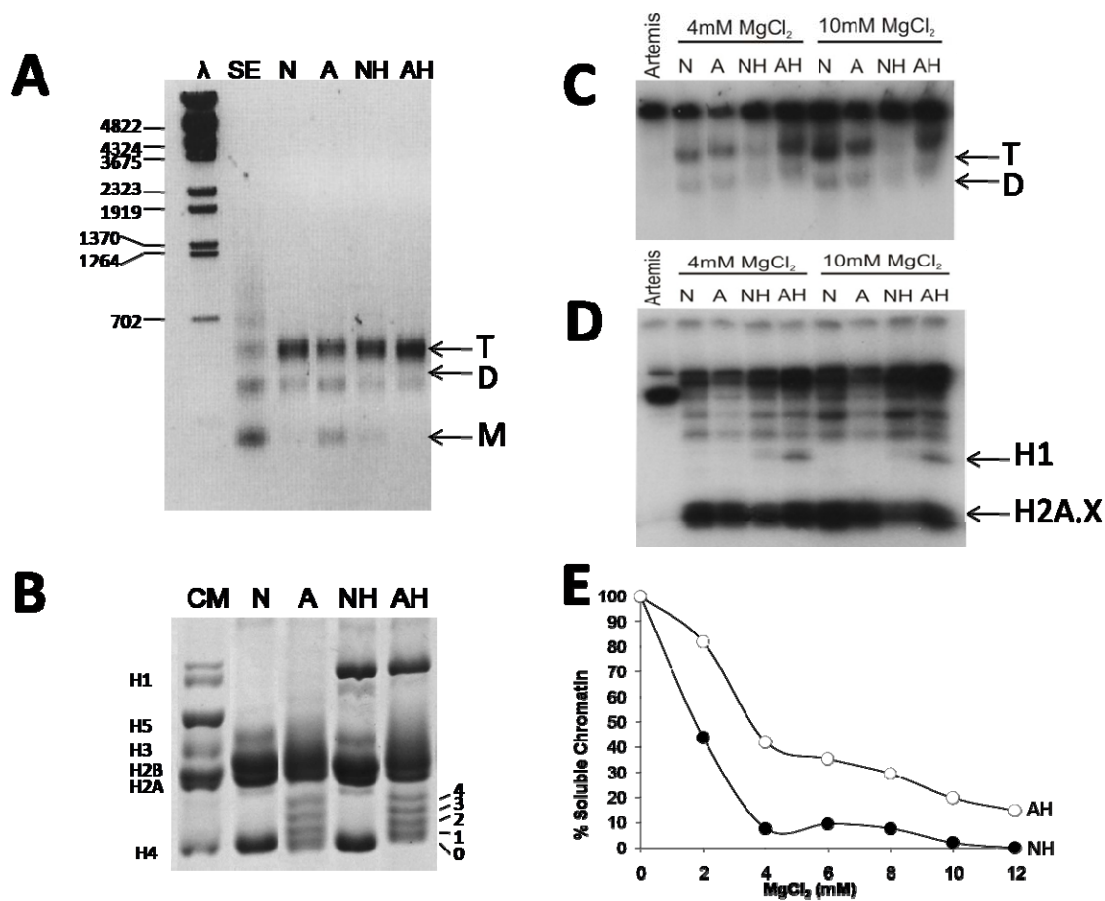 A
λ SE N A NH AH
4822
4324
3675
2323
1919
1370
1264
702
T
D
M
B
CM N A NH AH
H1
H5
H3
H2B
H2A
H4
4
3
2
1
0
C
Artemis
4mM MgCl₂ 10mM MgCl₂
N A NH AH N A NH AH
T
D
D
Artemis
4mM MgCl₂ 10mM MgCl₂
N A NH AH N A NH AH
H1
H2A.X
E
% Soluble Chromatin
100
90
80
70
60
50
40
30
20
10
0
AH
NH
0 2 4 6 8 10 12
MgCl₂ (mM)